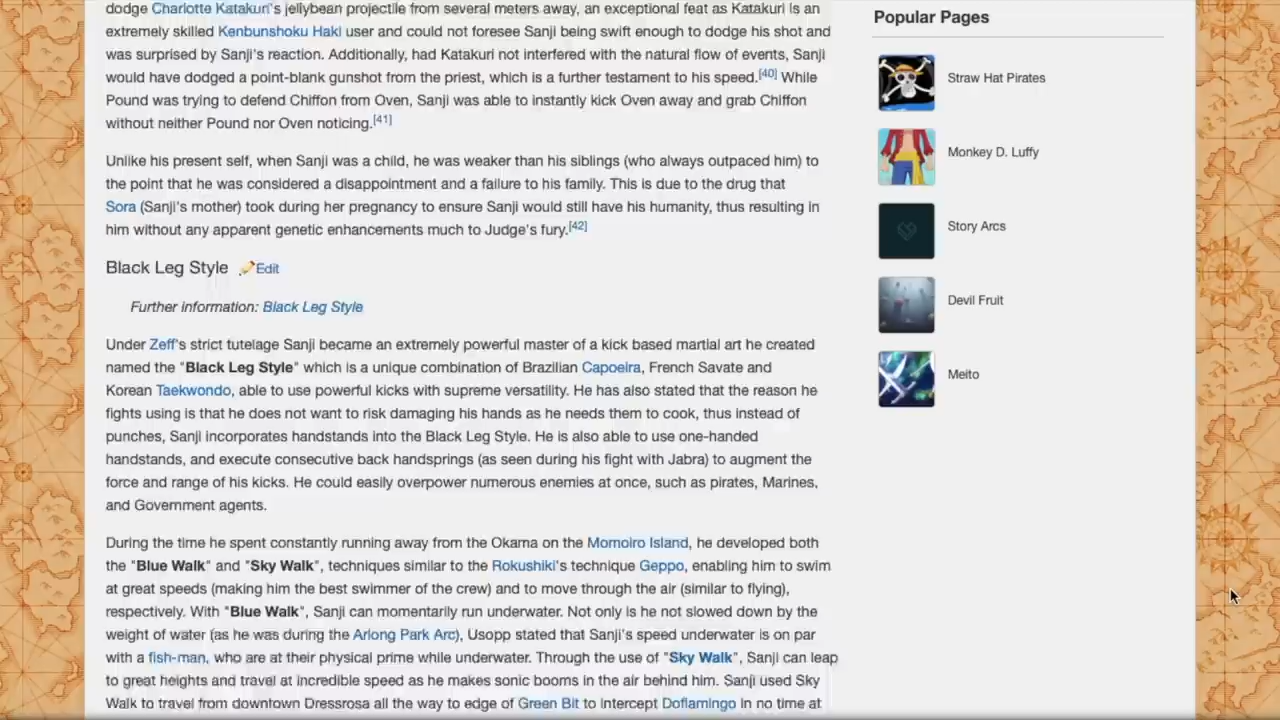 dodge Charlotte Katakuri's jellybean projectile from several meters away, an exceptional feat as Katakuri is an
extremely skilled Kenbunshoku Haki user and could not foresee Sanji being swift enough to dodge his shot and
was surprised by Sanji's reaction. Additionally, had Katakuri not interfered with the natural flow of events, Sanji
would have dodged a point-blank gunshot from the priest, which is a further testament to his speed.[40] While
Pound was trying to defend Chiffon from Oven, Sanji was able to instantly kick Oven away and grab Chiffon
without neither Pound nor Oven noticing.[41]
Unlike his present self, when Sanji was a child, he was weaker than his siblings (who always outpaced him) to
the point that he was considered a disappointment and a failure to his family. This is due to the drug that
Sora (Sanji's mother) took during her pregnancy to ensure Sanji would still have his humanity, thus resulting in
him without any apparent genetic enhancements much to Judge's fury.[42]
Black Leg Style Edit
Further information: Black Leg Style
Under Zeff's strict tutelage Sanji became an extremely powerful master of a kick based martial art he created
named the "Black Leg Style" which is a unique combination of Brazilian Capoeira, French Savate and
Korean Taekwondo, able to use powerful kicks with supreme versatility. He has also stated that the reason he
fights using is that he does not want to risk damaging his hands as he needs them to cook, thus instead of
punches, Sanji incorporates handstands into the Black Leg Style. He is also able to use one-handed
handstands, and execute consecutive back handsprings (as seen during his fight with Jabra) to augment the
force and range of his kicks. He could easily overpower numerous enemies at once, such as pirates, Marines,
and Government agents.
During the time he spent constantly running away from the Okama on the Momoiro Island, he developed both
the "Blue Walk" and "Sky Walk", techniques similar to the Rokushiki's technique Geppo, enabling him to swim
at great speeds (making him the best swimmer of the crew) and to move through the air (similar to flying),
respectively. With "Blue Walk", Sanji can momentarily run underwater. Not only is he not slowed down by the
weight of water (as he was during the Arlong Park Arc), Usopp stated that Sanji's speed underwater is on par
with a fish-man, who are at their physical prime while underwater. Through the use of "Sky Walk", Sanji can leap
to great heights and travel at incredible speed as he makes sonic booms in the air behind him. Sanji used Sky
Walk to travel from downtown Dressrosa all the way to edge of Green Bit to intercept Doflamingo in no time at
Popular Pages
Straw Hat Pirates
Monkey D. Luffy
Story Arcs
Devil Fruit
Meito